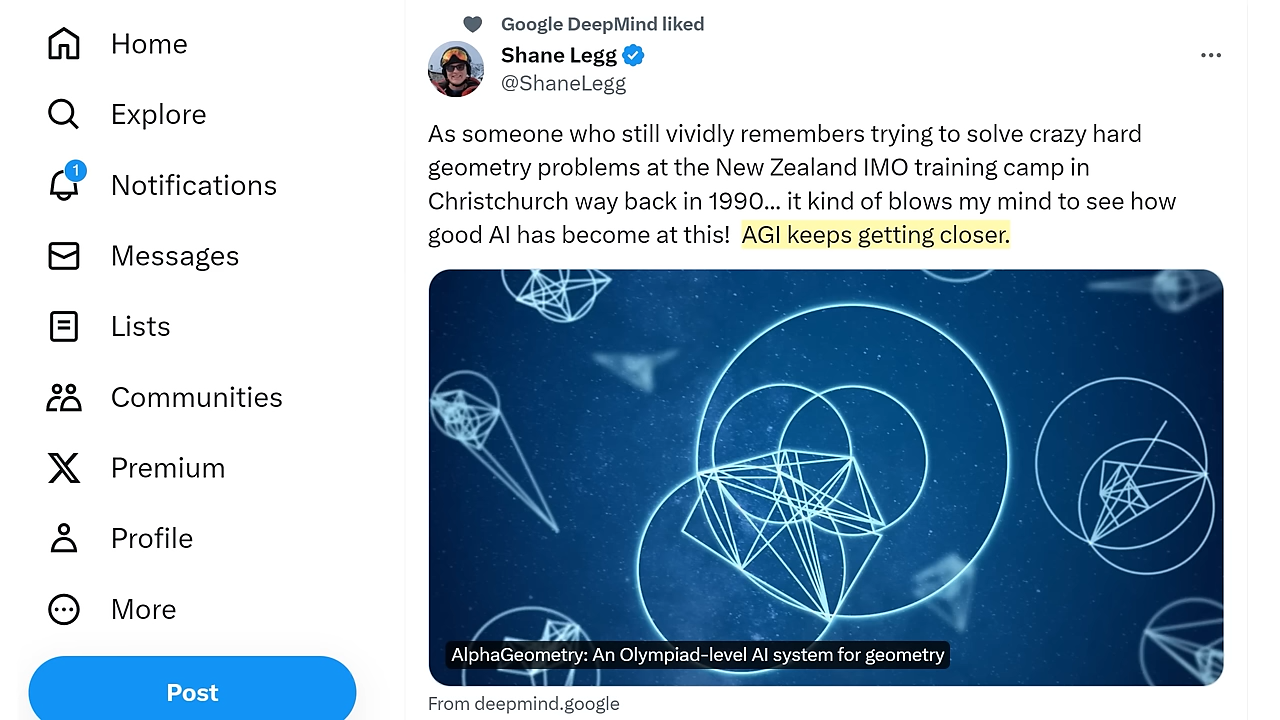 Home
Explore
1
Notifications
Messages
Lists
Communities
Premium
Profile
More
Post
Google DeepMind liked
Shane Legg
@ShaneLegg
As someone who still vividly remembers trying to solve crazy hard
geometry problems at the New Zealand IMO training camp in
Christchurch way back in 1990... it kind of blows my mind to see how
good AI has become at this!  AGI keeps getting closer.
AlphaGeometry: An Olympiad-level AI system for geometry
From deepmind.google